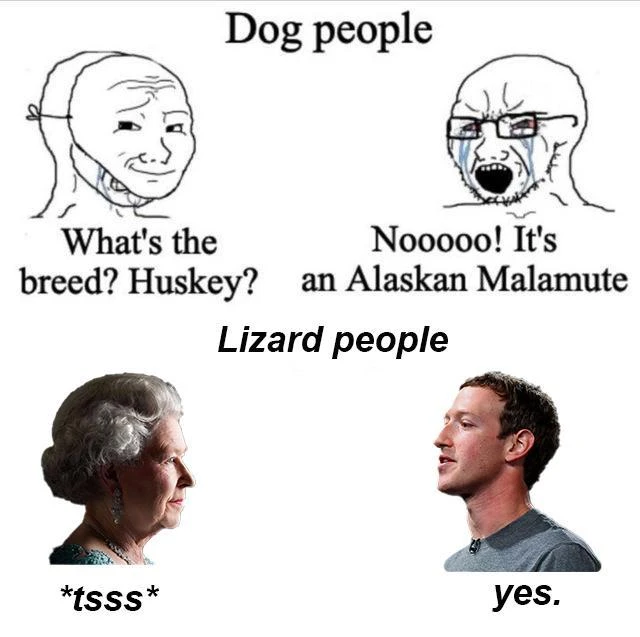 Dog people
What's the
breed? Huskey?
Nooooo! It's
an Alaskan Malamute
Lizard people
*tsss*
yes.